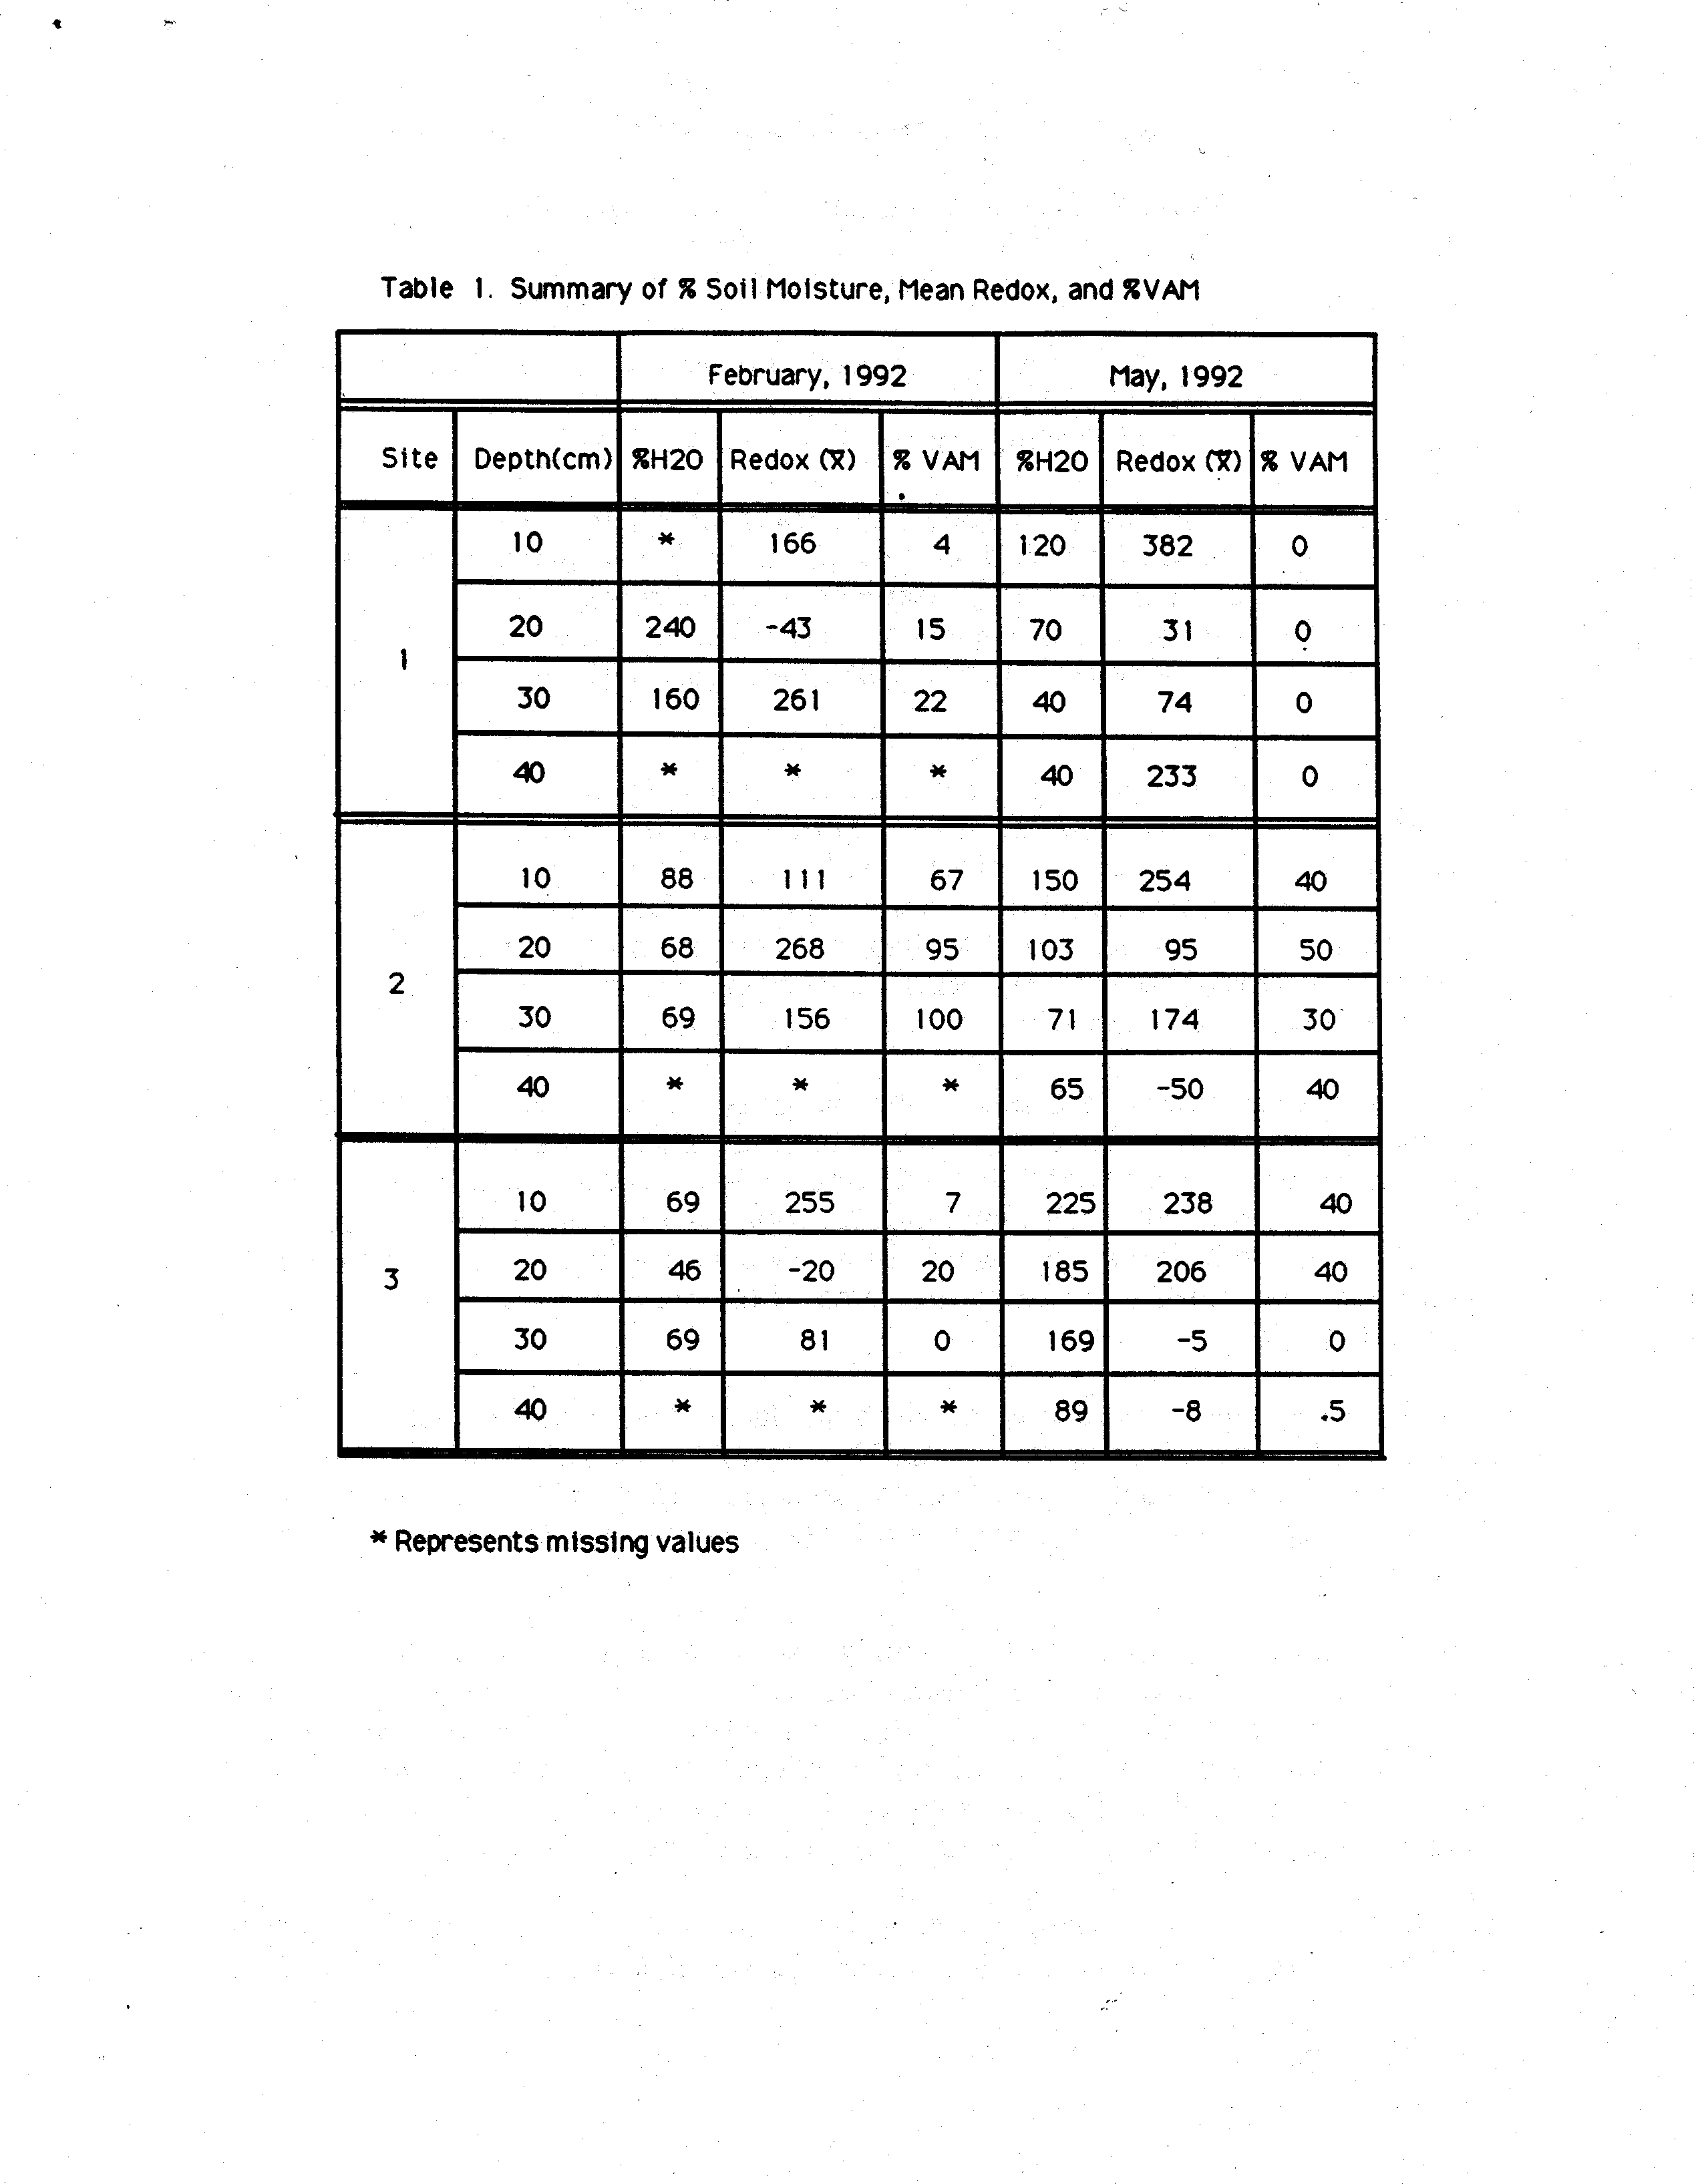 Table 1. Summary of % Soil Moisture, Mean Redox, and %VAM
February, 1992 May, 1992
Site Depth(cm) %H2O Redox (X̅) % VAM %H2O Redox (X̅) % VAM
10 * 166 4 120 382 0
20 240 -43 15 70 31 0
1
30 160 261 22 40 74 0
40 * * * 40 233 0
10 88 111 67 150 254 40
20 68 268 95 103 95 50
2
30 69 156 100 71 174 30
40 * * * 65 -50 40
10 69 255 7 225 238 40
20 46 -20 20 185 206 40
3
30 69 81 0 169 -5 0
40 * * * 89 -8 .5
* Represents missing values